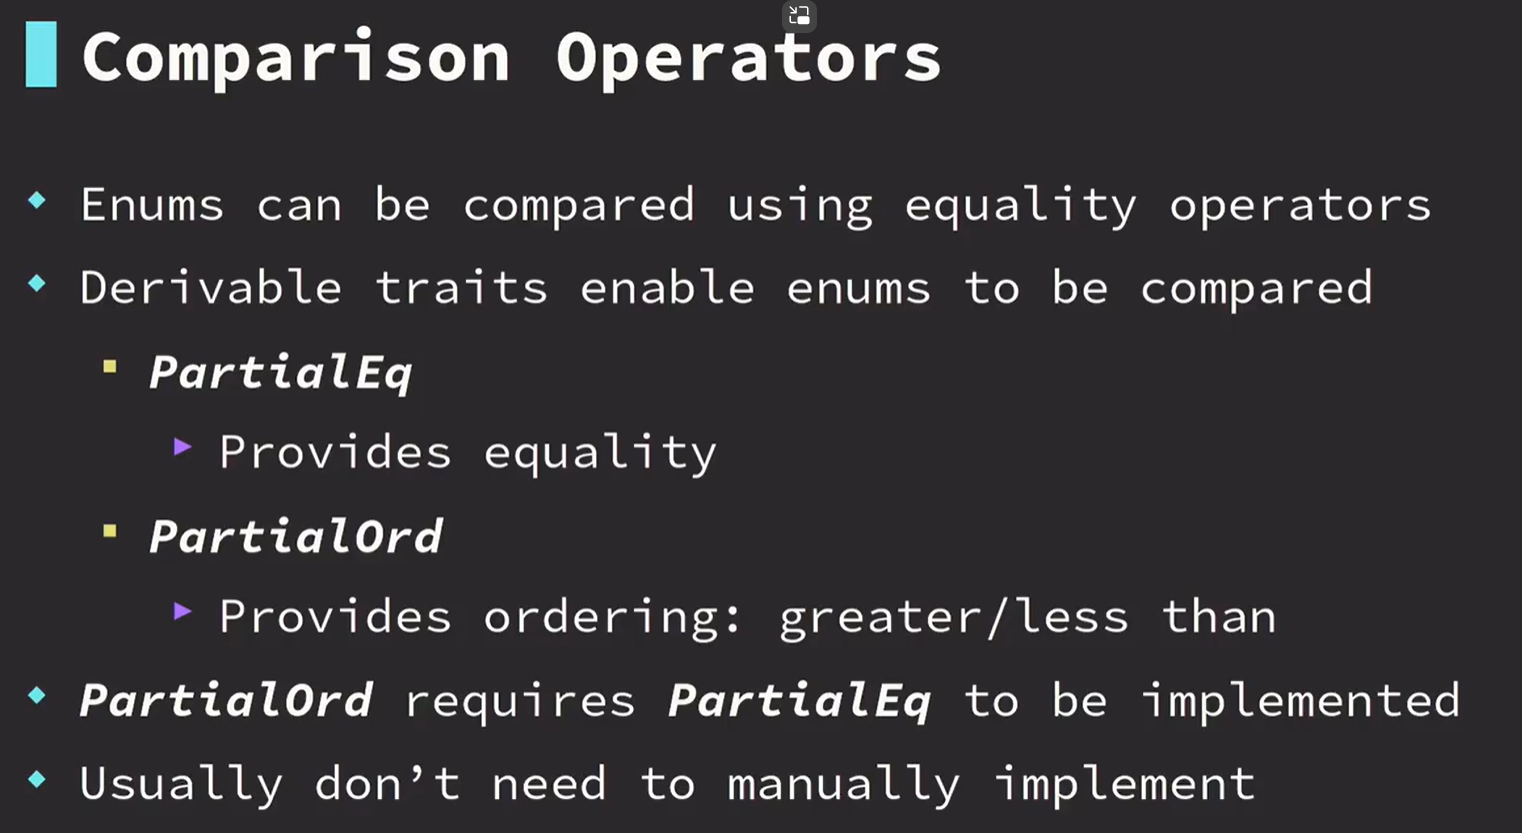 Comparison Operators
Enums can be compared using equality operators
Derivable traits enable enums to be compared
PartialEq
Provides equality
PartialOrd
Provides ordering: greater/less than
PartialOrd requires PartialEq to be implemented
Usually don’t need to manually implement